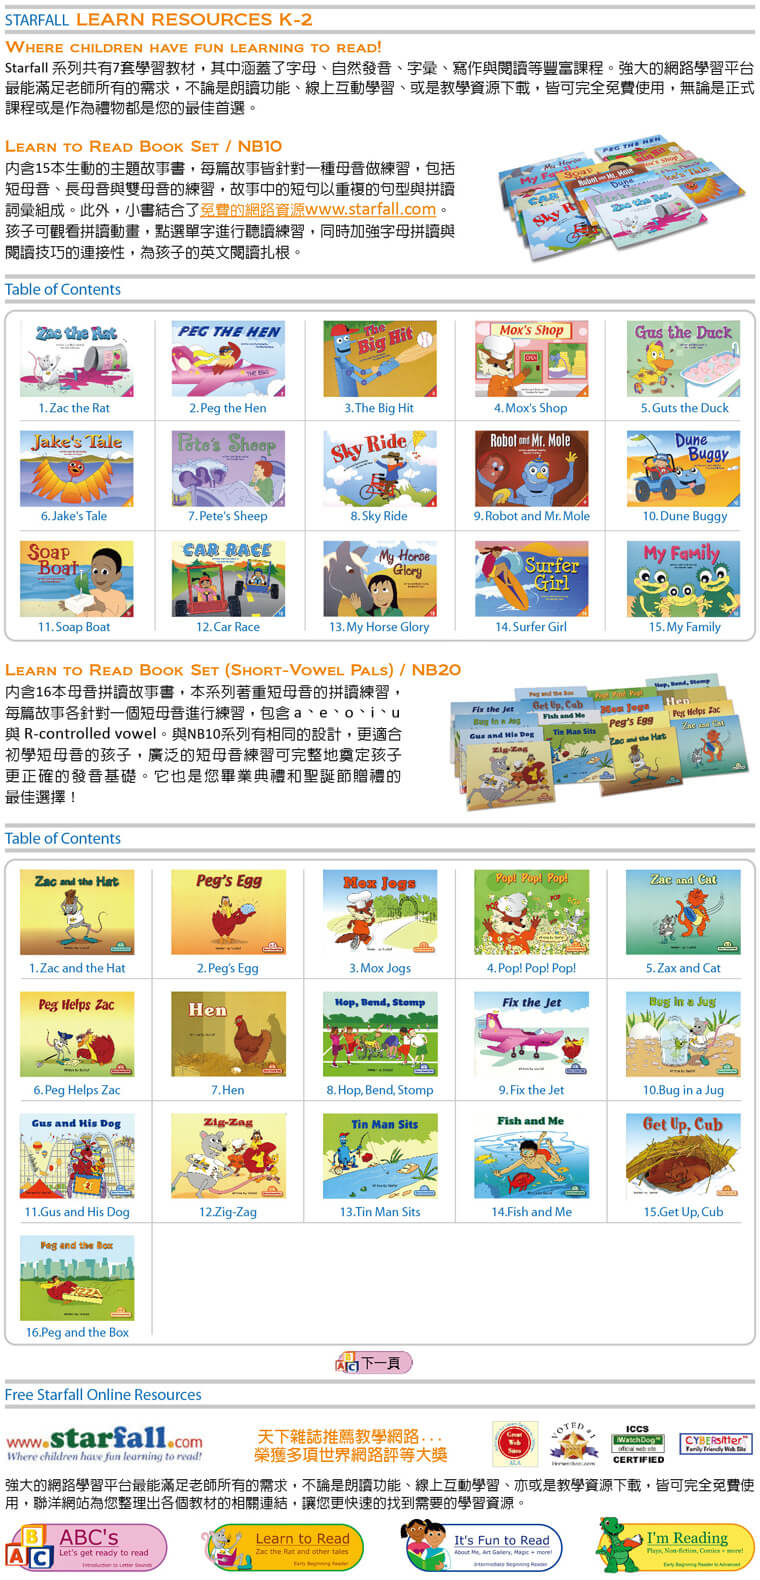 STARFALL LEARN RESOURCES K-2
WHERE CHILDREN HAVE FUN LEARNING TO READ!
Starfall 系列共有7套學習教材，其中涵蓋了字母、自然發音、字彙、寫作與閱讀等豐富課程。強大的網路學習平台
最能滿足老師所有的需求，不論是朗讀功能、線上互動學習、或是教學資源下載，皆可完全免費使用，無論是正式
課程或是作為禮物都是您的最佳首選。
LEARN TO READ BOOK SET / NB10
內含15本生動的主題故事書，每篇故事皆針對一種母音做練習，包括
短母音、長母音與雙母音的練習，故事中的短句以重複的句型與拼讀
詞彙組成。此外，小書結合了免費的網路資源www.starfall.com。
孩子可觀看拼讀動畫，點選單字進行聽讀練習，同時加強字母拼讀與
閱讀技巧的連接性，為孩子的英文閱讀扎根。
Table of Contents
Zac the Rat
PEG THE HEN
The Big Hit
Mox's Shop
Gus the Duck
1. Zac the Rat
2. Peg the Hen
3. The Big Hit
4. Mox's Shop
5. Guts the Duck
Jake's Tale
Pete's Sheep
Sky Ride
Robot and Mr. Mole
Dune Buggy
6. Jake's Tale
7. Pete's Sheep
8. Sky Ride
9. Robot and Mr. Mole
10. Dune Buggy
Soap Boat
CAR RACE
My Horse Glory
Surfer Girl
My Family
11. Soap Boat
12. Car Race
13. My Horse Glory
14. Surfer Girl
15. My Family
LEARN TO READ BOOK SET (SHORT-VOWEL PALS) / NB20
內含16本母音拼讀故事書，本系列著重短母音的拼讀練習，
每篇故事各針對一個短母音進行練習，包含 a、e、o、i、u
與 R-controlled vowel。與NB10系列有相同的設計，更適合
初學短母音的孩子，廣泛的短母音練習可完整地奠定孩子
更正確的發音基礎。它也是您畢業典禮和聖誕節贈禮的
最佳選擇！
Table of Contents
Zac and the Hat
Peg's Egg
Mox Jogs
Pop! Pop! Pop!
Zac and Cat
1. Zac and the Hat
2. Peg's Egg
3. Mox Jogs
4. Pop! Pop! Pop!
5. Zax and Cat
Peg Helps Zac
Hen
Hop, Bend, Stomp
Fix the Jet
Bug in a Jug
6. Peg Helps Zac
7. Hen
8. Hop, Bend, Stomp
9. Fix the Jet
10.Bug in a Jug
Gus and His Dog
Zig-Zag
Tin Man Sits
Fish and Me
Get Up, Cub
11.Gus and His Dog
12.Zig-Zag
13.Tin Man Sits
14.Fish and Me
15.Get Up, Cub
Peg and the Box
16.Peg and the Box
下一頁
Free Starfall Online Resources
www.starfall.com
Where children have fun learning to read!
天下雜誌推薦教學網路...
榮獲多項世界網路評等大獎
Great Web Sites
ALA
VOTED #1
ICCS
WatchDog
official web site
CERTIFIED
CYBERsitter
Family Friendly Web Site
強大的網路學習平台最能滿足老師所有的需求，不論是朗讀功能、線上互動學習、亦或是教學資源下載，皆可完全免費使
用，聯洋網站為您整理出各個教材的相關連結，讓您更快速的找到需要的學習資源。
ABC's
Let's get ready to read
Introduction to Letter Sounds
Learn to Read
Zac the Rat and other tales
Early Beginning Reader
It's Fun to Read
About Me, Art Gallery, Magic + more!
Intermediate Beginning Reader
I'm Reading
Plays, Non-fiction, Comics + more!
Early Beginning Reader to Advanced